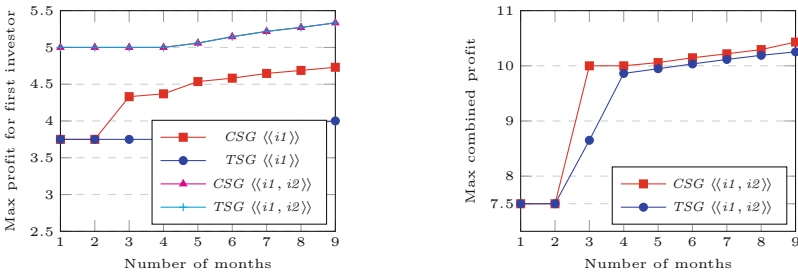 Max profit for first investor
5.5
5
4.5
4
3.5
3
2.5
1 2 3 4 5 6 7 8 9
Number of months
CSG ⟨⟨i1⟩⟩
TSG ⟨⟨i1⟩⟩
CSG ⟨⟨i1, i2⟩⟩
TSG ⟨⟨i1, i2⟩⟩
Max combined profit
11
10
9
8
7.5
7
1 2 3 4 5 6 7 8 9
Number of months
CSG ⟨⟨i1, i2⟩⟩
TSG ⟨⟨i1, i2⟩⟩